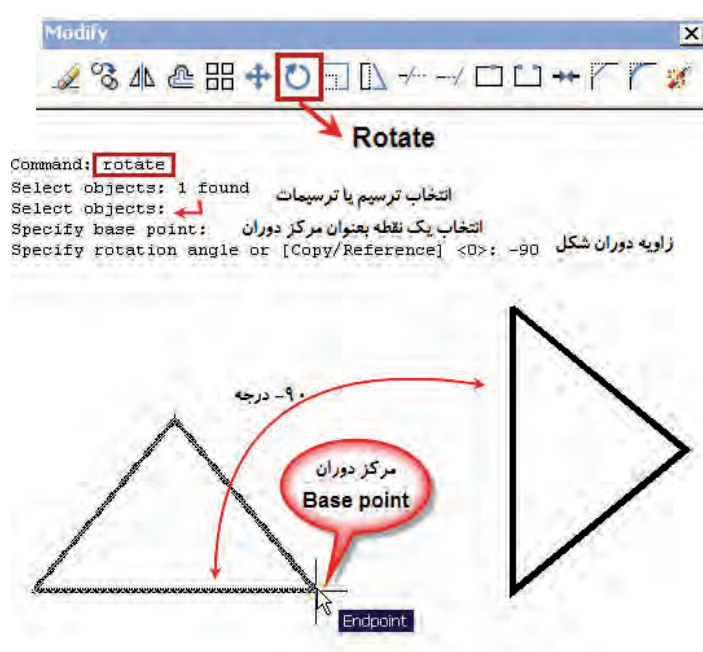 Modify
Rotate
Command: rotate
Select objects: 1 found
انتخاب ترسیم یا ترسیمات
Select objects:
Specify base point: انتخاب یک نقطه بعنوان مرکز دوران
Specify rotation angle or [Copy/Reference] <0>: -90 زاویه دوران شکل
-۹۰ درجه
مرکز دوران
Base point
Endpoint